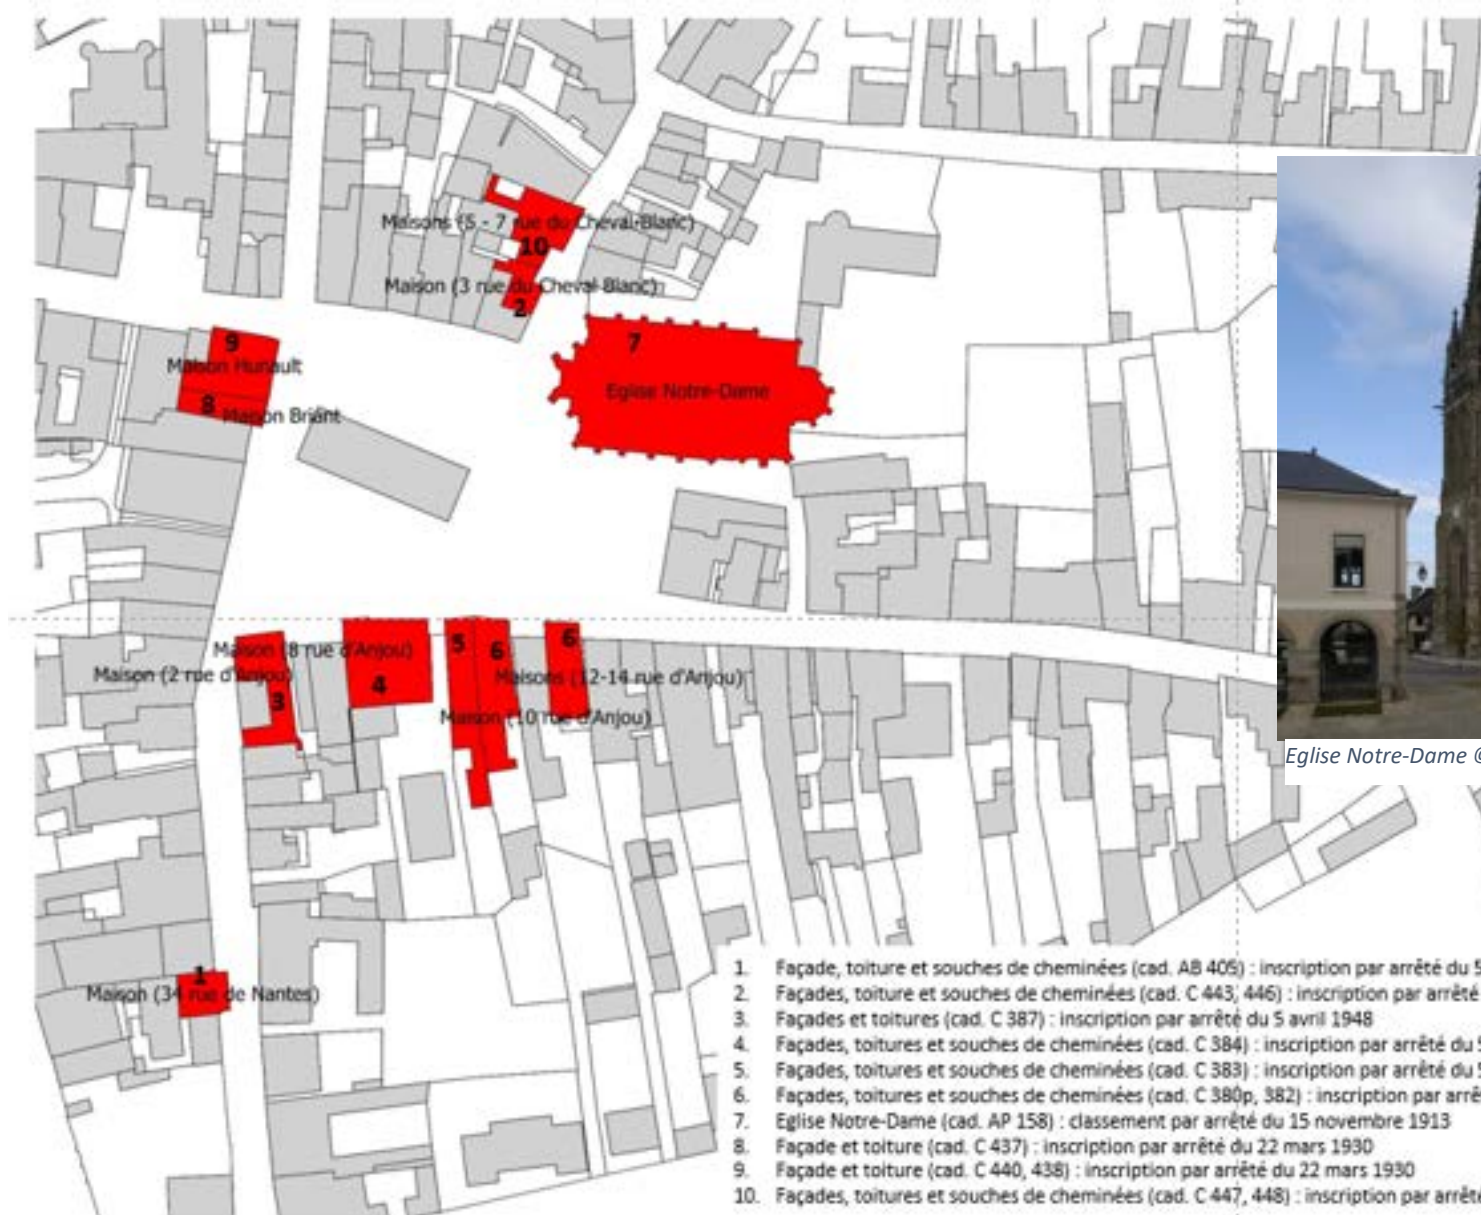 Maisons (5 - 7 rue du Cheval-Blanc)
10
Maison (3 rue du Cheval-Blanc)
2
7
Eglise Notre-Dame
9
Maison Hunault
8
Maison Briant
Maison (8 rue d'Anjou)
5
6
6
Maison (2 rue d'Anjou)
4
Maisons (12-14 rue d'Anjou)
3
Maison (10 rue d'Anjou)
Eglise Notre-Dame ©
1
Maison (34 rue de Nantes)
1. Façade, toiture et souches de cheminées (cad. AB 405) : inscription par arrêté du 5
2. Façades, toiture et souches de cheminées (cad. C 443, 446) : inscription par arrêté
3. Façades et toitures (cad. C 387) : inscription par arrêté du 5 avril 1948
4. Façades, toitures et souches de cheminées (cad. C 384) : inscription par arrêté du 5
5. Façades, toitures et souches de cheminées (cad. C 383) : inscription par arrêté du 5
6. Façades, toitures et souches de cheminées (cad. C 380p, 382) : inscription par arrêté
7. Eglise Notre-Dame (cad. AP 158) : classement par arrêté du 15 novembre 1913
8. Façade et toiture (cad. C 437) : inscription par arrêté du 22 mars 1930
9. Façade et toiture (cad. C 440, 438) : inscription par arrêté du 22 mars 1930
10. Façades, toitures et souches de cheminées (cad. C 447, 448) : inscription par arrêté